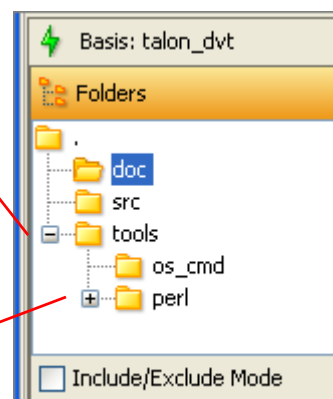 Basis: talon_dvt
Folders
.
doc
src
tools
os_cmd
perl
Include/Exclude Mode